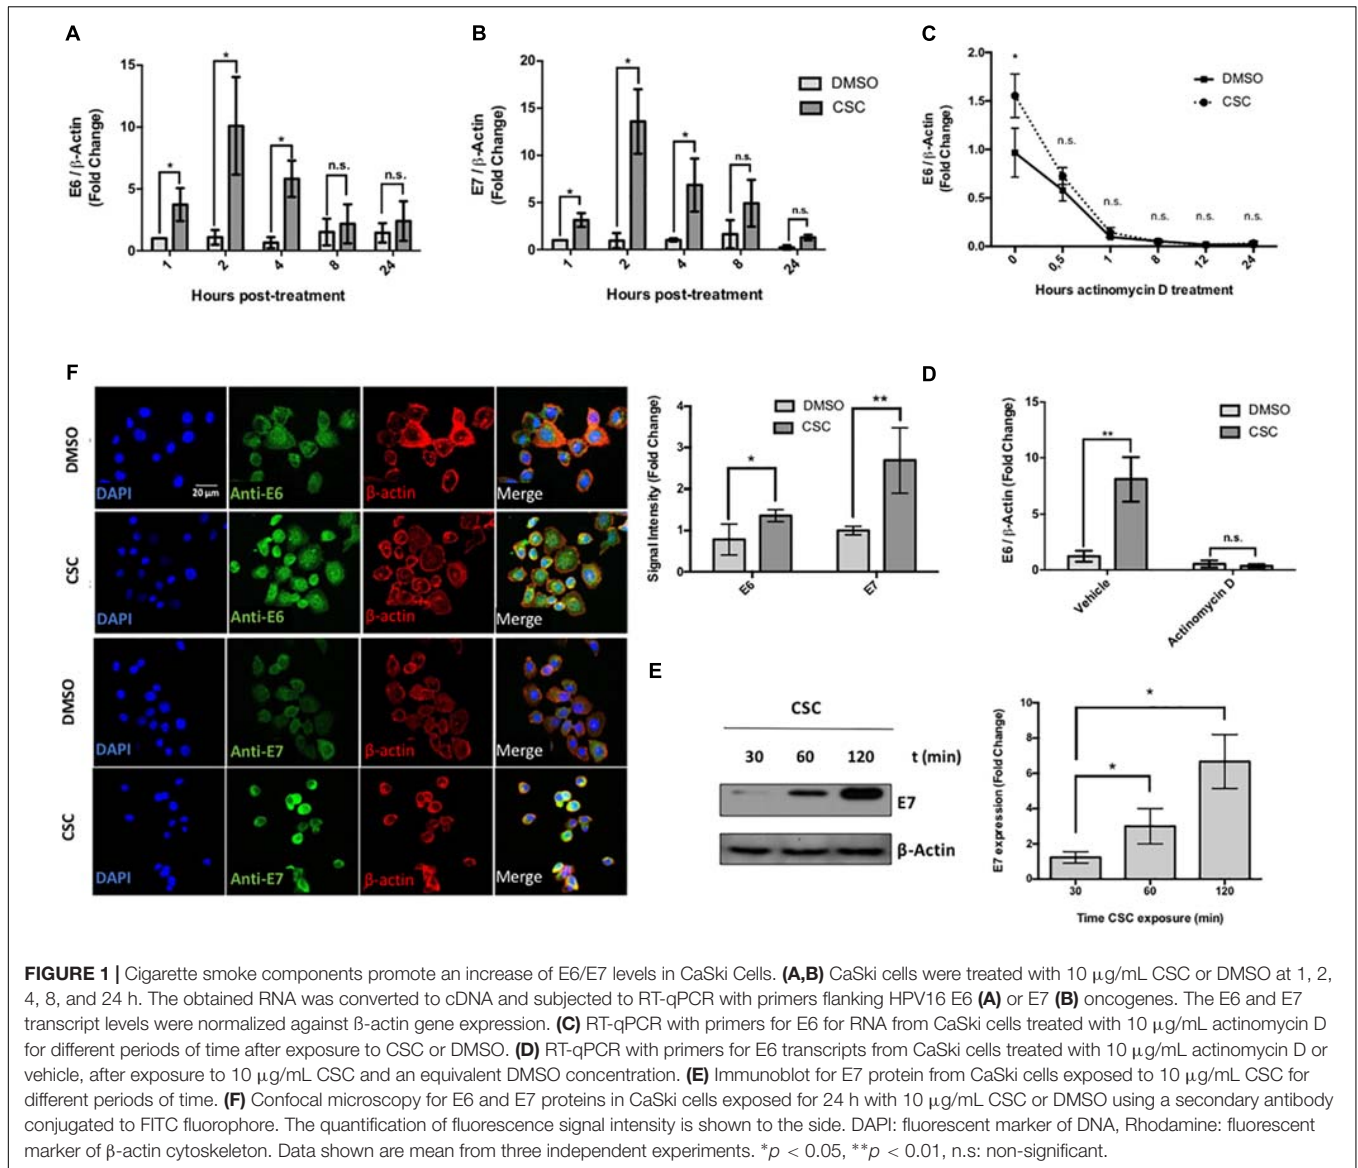 A
15
10
5
0
E6 / β-Actin
(Fold Change)
*
*
*
n.s.
n.s.
1
2
4
8
24
Hours post-treatment
B
20
15
10
5
0
E7 / β-Actin
(Fold Change)
*
*
*
n.s.
n.s.
1
2
4
8
24
Hours post-treatment
DMSO
CSC
C
2.0
1.5
1.0
0.5
0.0
E6 / β-Actin
(Fold Change)
*
n.s.
n.s.
n.s.
n.s.
n.s.
DMSO
CSC
0
0,5
1
8
12
24
Hours actinomycin D treatment
F
DMSO
DAPI
20 µm
Anti-E6
β-actin
Merge
CSC
DAPI
Anti-E6
β-actin
Merge
DMSO
DAPI
Anti-E7
β-actin
Merge
CSC
DAPI
Anti-E7
β-actin
Merge
4
3
2
1
0
Signal Intensity (Fold Change)
DMSO
CSC
*
**
E6
E7
D
15
10
5
0
E6 / β-Actin (Fold Change)
DMSO
CSC
**
n.s.
Vehicle
Actinomycin D
E
CSC
30 60 120 t (min)
E7
β-Actin
10
8
6
4
2
0
E7 expression (Fold Change)
*
*
30
60
120
Time CSC exposure (min)
FIGURE 1 | Cigarette smoke components promote an increase of E6/E7 levels in CaSki Cells. (A,B) CaSki cells were treated with 10 µg/mL CSC or DMSO at 1, 2,
4, 8, and 24 h. The obtained RNA was converted to cDNA and subjected to RT-qPCR with primers flanking HPV16 E6 (A) or E7 (B) oncogenes. The E6 and E7
transcript levels were normalized against ß-actin gene expression. (C) RT-qPCR with primers for E6 for RNA from CaSki cells treated with 10 µg/mL actinomycin D
for different periods of time after exposure to CSC or DMSO. (D) RT-qPCR with primers for E6 transcripts from CaSki cells treated with 10 µg/mL actinomycin D or
vehicle, after exposure to 10 µg/mL CSC and an equivalent DMSO concentration. (E) Immunoblot for E7 protein from CaSki cells exposed to 10 µg/mL CSC for
different periods of time. (F) Confocal microscopy for E6 and E7 proteins in CaSki cells exposed for 24 h with 10 µg/mL CSC or DMSO using a secondary antibody
conjugated to FITC fluorophore. The quantification of fluorescence signal intensity is shown to the side. DAPI: fluorescent marker of DNA, Rhodamine: fluorescent
marker of β-actin cytoskeleton. Data shown are mean from three independent experiments. *p < 0.05, **p < 0.01, n.s: non-significant.